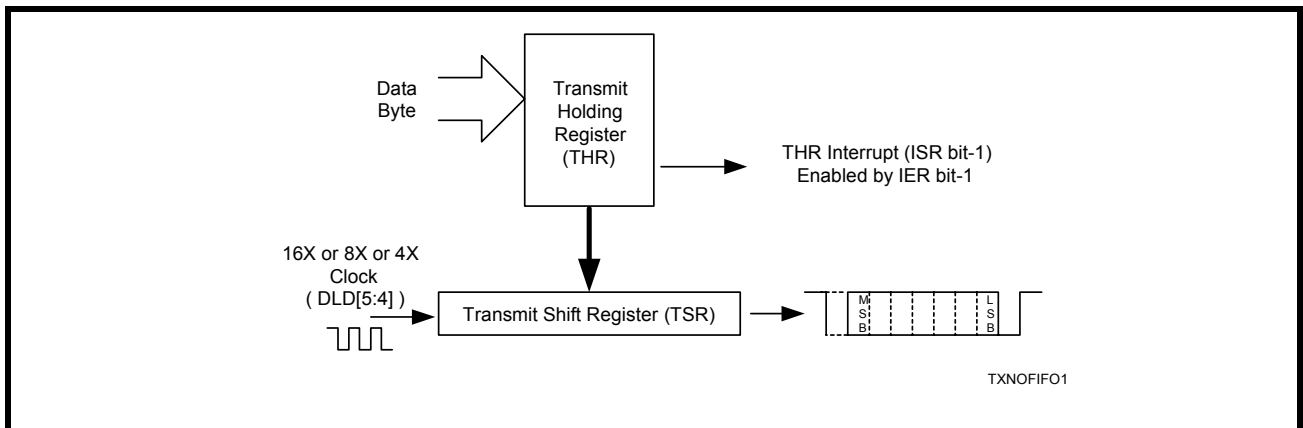 Data
Byte
Transmit
Holding
Register
(THR)
THR Interrupt (ISR bit-1)
Enabled by IER bit-1
16X or 8X or 4X
Clock
( DLD[5:4] )
Transmit Shift Register (TSR)
M
S
B
L
S
B
TXNOFIFO1